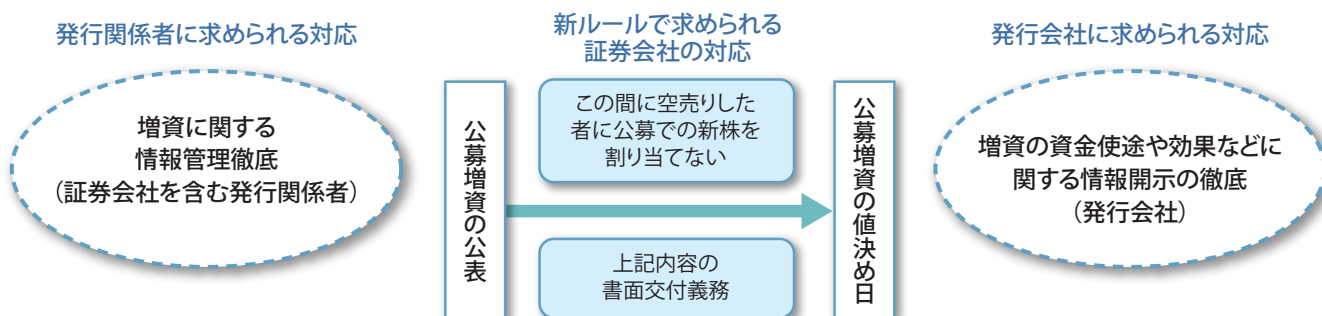 発行関係者に求められる対応
増資に関する
情報管理徹底
（証券会社を含む発行関係者）
新ルールで求められる
証券会社の対応
公募増資の公表
この間に空売りした
者に公募での新株を
割り当てない
上記内容の
書面交付義務
公募増資の値決め日
発行会社に求められる対応
増資の資金使途や効果などに
関する情報開示の徹底
（発行会社）